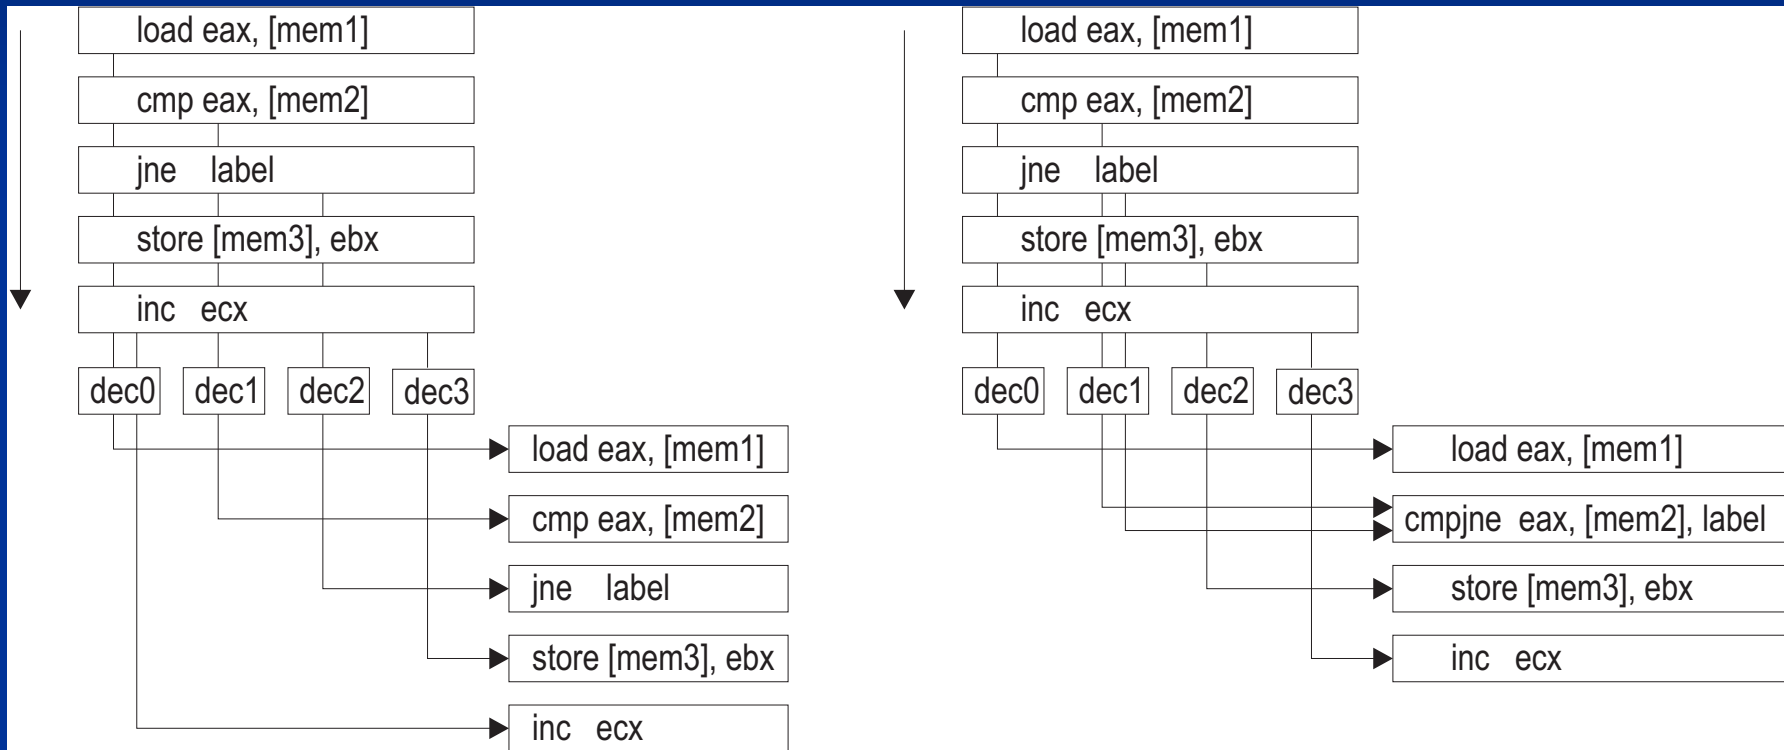 load eax, [mem1]
cmp eax, [mem2]
jne label
store [mem3], ebx
inc ecx
dec0 dec1 dec2 dec3
load eax, [mem1]
cmp eax, [mem2]
jne label
store [mem3], ebx
inc ecx
load eax, [mem1]
cmp eax, [mem2]
jne label
store [mem3], ebx
inc ecx
dec0 dec1 dec2 dec3
load eax, [mem1]
cmpjne eax, [mem2], label
store [mem3], ebx
inc ecx